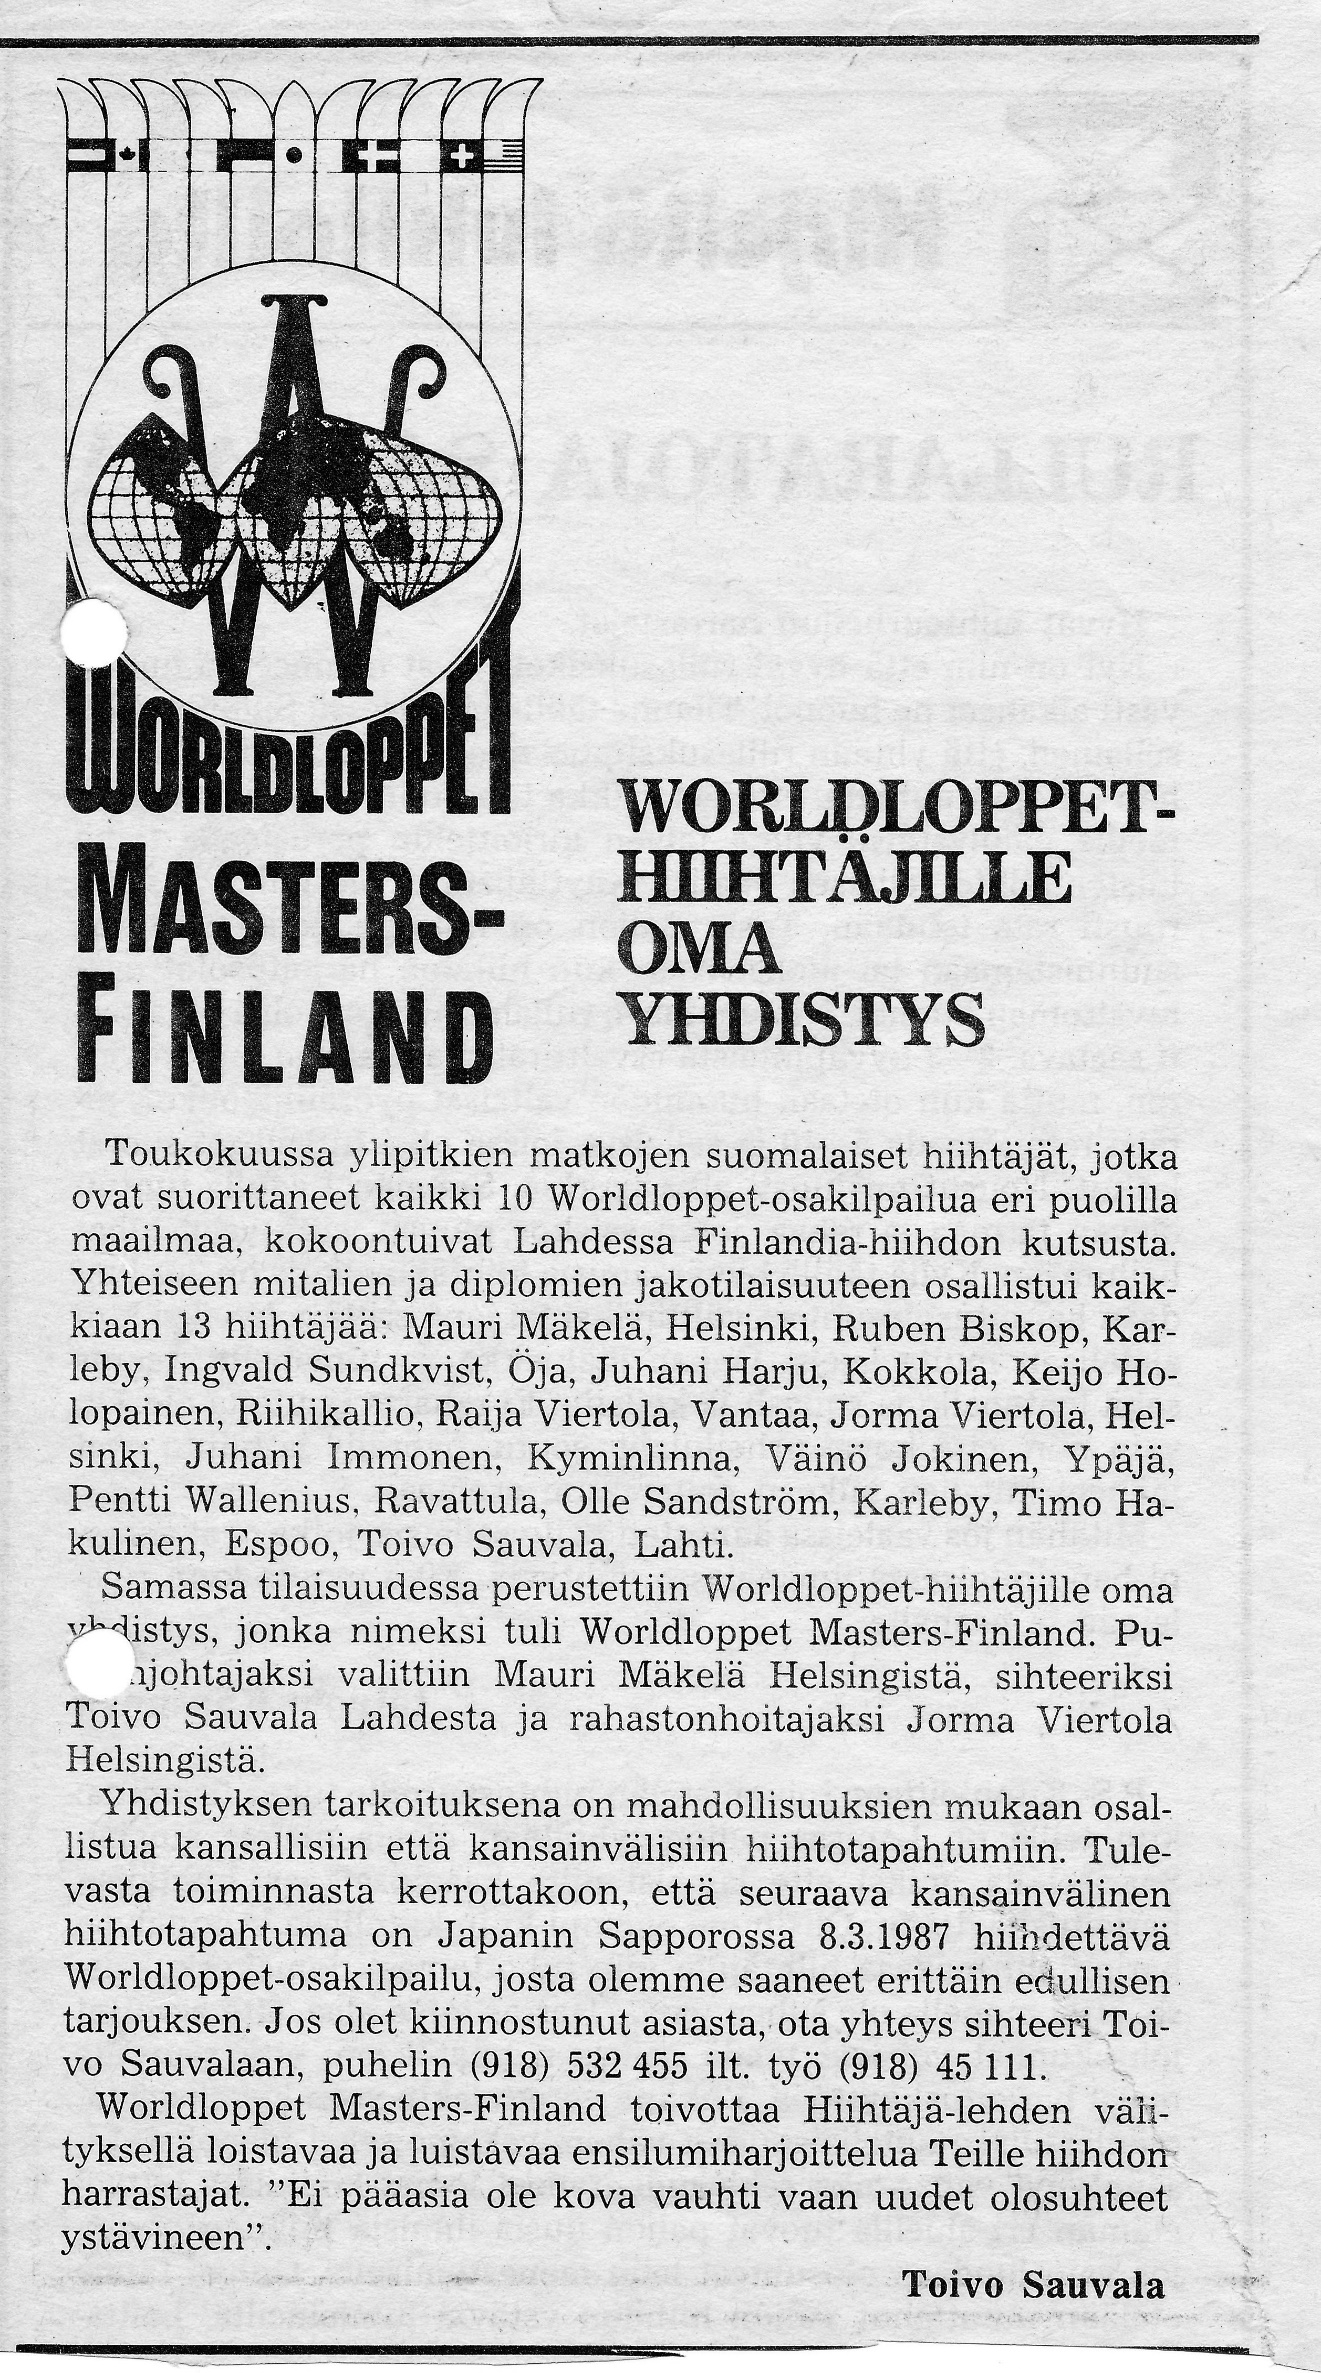 WORLDLOPPET
MASTERS-
FINLAND
WORLDLOPPET-
HIIHTÄJILLE
OMA
YHDISTYS
Toukokuussa ylipitkien matkojen suomalaiset hiihtäjät, jotka
ovat suorittaneet kaikki 10 Worldloppet-osakilpailua eri puolilla
maailmaa, kokoontuivat Lahdessa Finlandia-hiihdon kutsusta.
Yhteiseen mitalien ja diplomien jakotilaisuuteen osallistui kaik-
kiaan 13 hiihtäjää: Mauri Mäkelä, Helsinki, Ruben Biskop, Kar-
leby, Ingvald Sundkvist, Öja, Juhani Harju, Kokkola, Keijo Ho-
lopainen, Riihikallio, Raija Viertola, Vantaa, Jorma Viertola, Hel-
sinki, Juhani Immonen, Kyminlinna, Väinö Jokinen, Ypäjä,
Pentti Wallenius, Ravattula, Olle Sandström, Karleby, Timo Ha-
kulinen, Espoo, Toivo Sauvala, Lahti.
Samassa tilaisuudessa perustettiin Worldloppet-hiihtäjille oma
yhdistys, jonka nimeksi tuli Worldloppet Masters-Finland. Pu-
njohtajaksi valittiin Mauri Mäkelä Helsingistä, sihteeriksi
Toivo Sauvala Lahdesta ja rahastonhoitajaksi Jorma Viertola
Helsingistä.
Yhdistyksen tarkoituksena on mahdollisuuksien mukaan osal-
listua kansallisiin että kansainvälisiin hiihtotapahtumiin. Tule-
vasta toiminnasta kerrottakoon, että seuraava kansainvälinen
hiihtotapahtuma on Japanin Sapporossa 8.3.1987 hiihdettävä
Worldloppet-osakilpailu, josta olemme saaneet erittäin edullisen
tarjouksen. Jos olet kiinnostunut asiasta, ota yhteys sihteeri Toi-
vo Sauvalaan, puhelin (918) 532 455 ilt. työ (918) 45 111.
Worldloppet Masters-Finland toivottaa Hiihtäjä-lehden väli-
tyksellä loistavaa ja luistavaa ensilumiharjoittelua Teille hiihdon
harrastajat. ”Ei pääasia ole kova vauhti vaan uudet olosuhteet
ystävineen”.
Toivo Sauvala